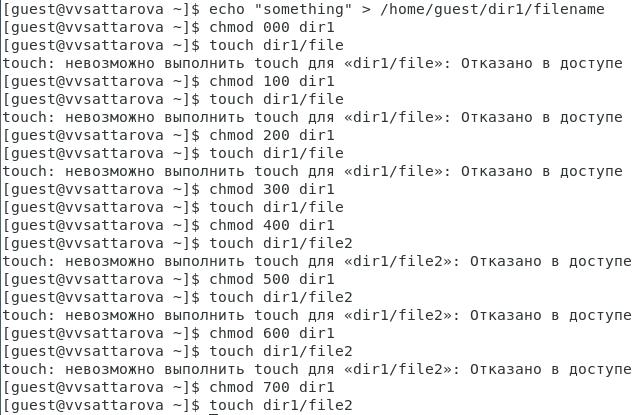 [guest@vvsattarova ~]$ echo "something" > /home/guest/dir1/filename
[guest@vvsattarova ~]$ chmod 000 dir1
[guest@vvsattarova ~]$ touch dir1/file
touch: невозможно выполнить touch для «dir1/file»: Отказано в доступе
[guest@vvsattarova ~]$ chmod 100 dir1
[guest@vvsattarova ~]$ touch dir1/file
touch: невозможно выполнить touch для «dir1/file»: Отказано в доступе
[guest@vvsattarova ~]$ chmod 200 dir1
[guest@vvsattarova ~]$ touch dir1/file
touch: невозможно выполнить touch для «dir1/file»: Отказано в доступе
[guest@vvsattarova ~]$ chmod 300 dir1
[guest@vvsattarova ~]$ touch dir1/file
[guest@vvsattarova ~]$ chmod 400 dir1
[guest@vvsattarova ~]$ touch dir1/file2
touch: невозможно выполнить touch для «dir1/file2»: Отказано в доступе
[guest@vvsattarova ~]$ chmod 500 dir1
[guest@vvsattarova ~]$ touch dir1/file2
touch: невозможно выполнить touch для «dir1/file2»: Отказано в доступе
[guest@vvsattarova ~]$ chmod 600 dir1
[guest@vvsattarova ~]$ touch dir1/file2
touch: невозможно выполнить touch для «dir1/file2»: Отказано в доступе
[guest@vvsattarova ~]$ chmod 700 dir1
[guest@vvsattarova ~]$ touch dir1/file2